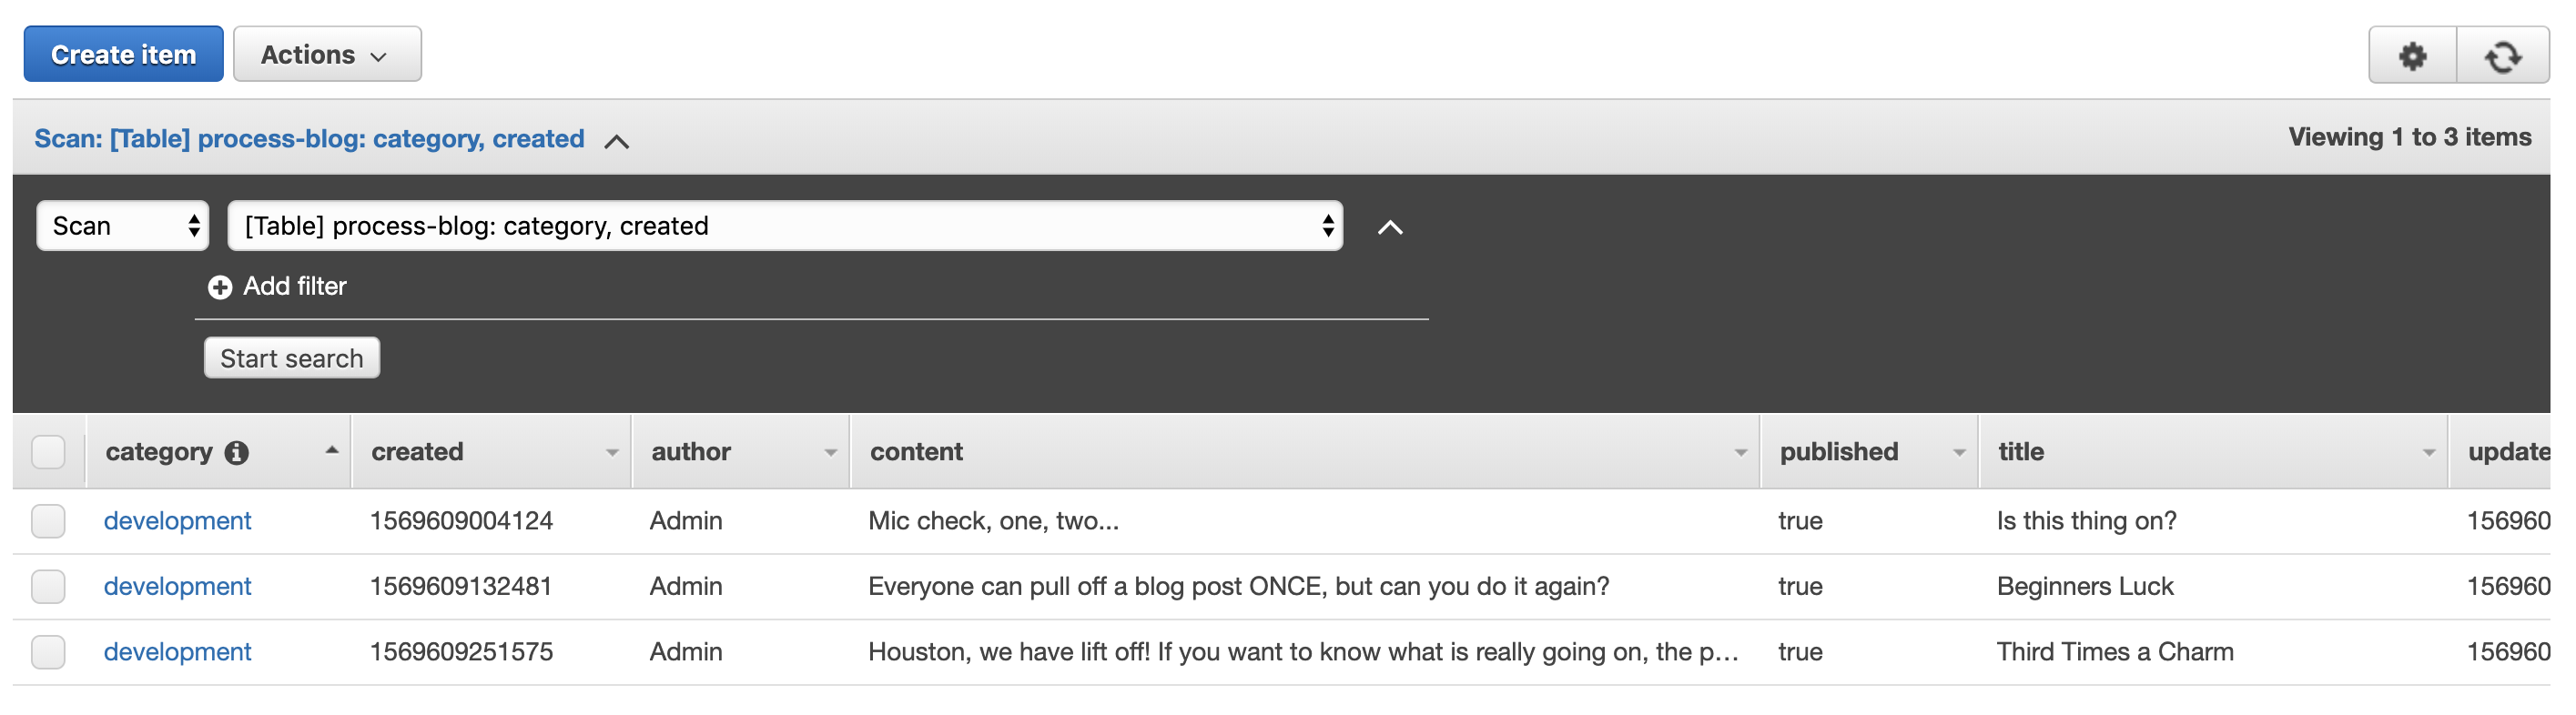 Create item Actions
Scan: [Table] process-blog: category, created Viewing 1 to 3 items
Scan [Table] process-blog: category, created
Add filter
Start search
category created author content published title update
development 1569609004124 Admin Mic check, one, two... true Is this thing on? 156960
development 1569609132481 Admin Everyone can pull off a blog post ONCE, but can you do it again? true Beginners Luck 156960
development 1569609251575 Admin Houston, we have lift off! If you want to know what is really going on, the p... true Third Times a Charm 156960